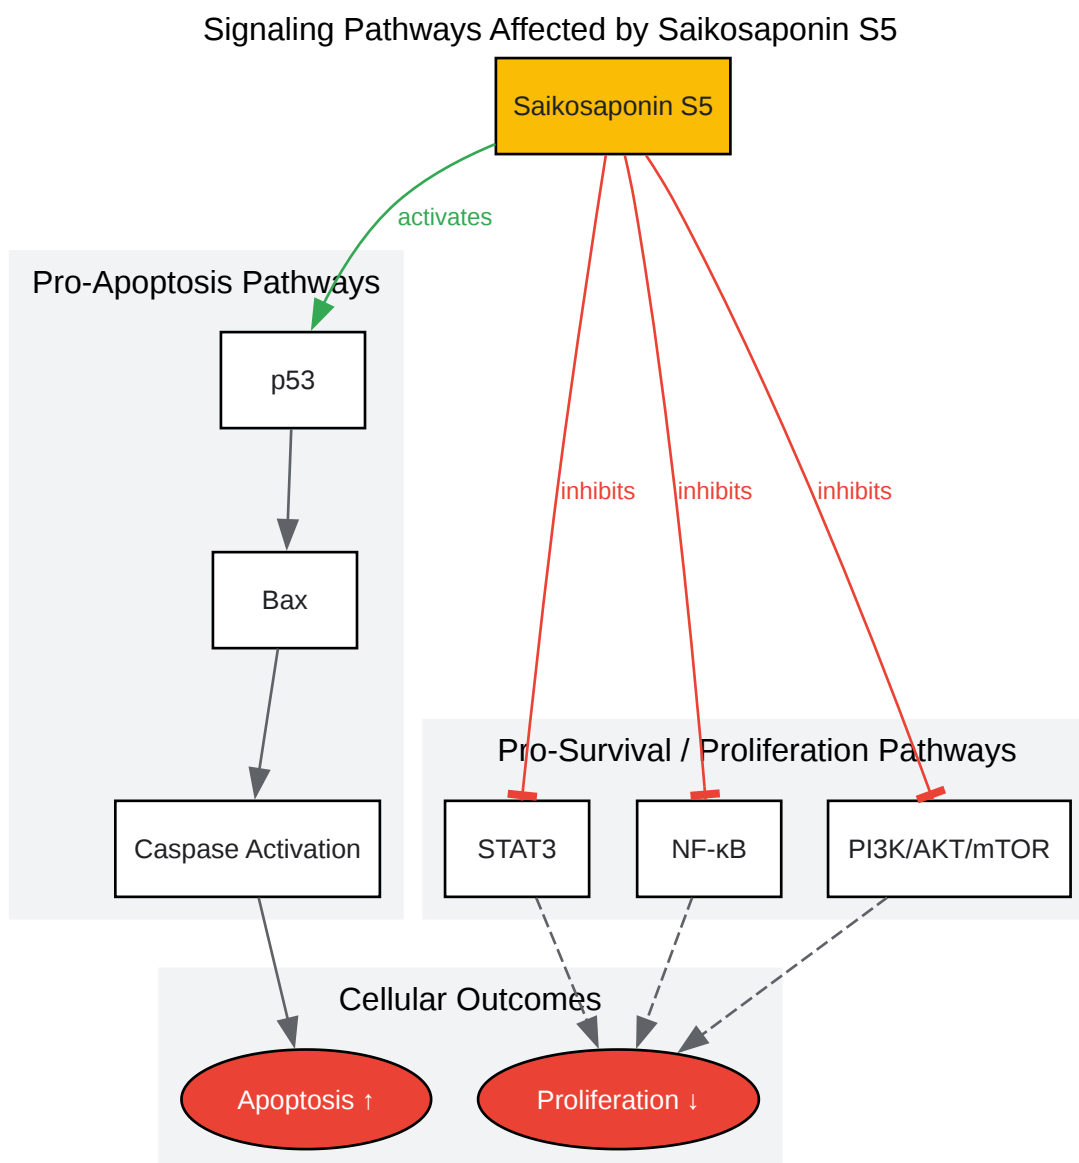 Signaling Pathways Affected by Saikosaponin S5
Saikosaponin S5
activates
Pro-Apoptosis Pathways
p53
inhibits
inhibits
inhibits
Bax
Pro-Survival / Proliferation Pathways
Caspase Activation
STAT3
NF-κB
PI3K/AKT/mTOR
Cellular Outcomes
Apoptosis ↑
Proliferation ↓